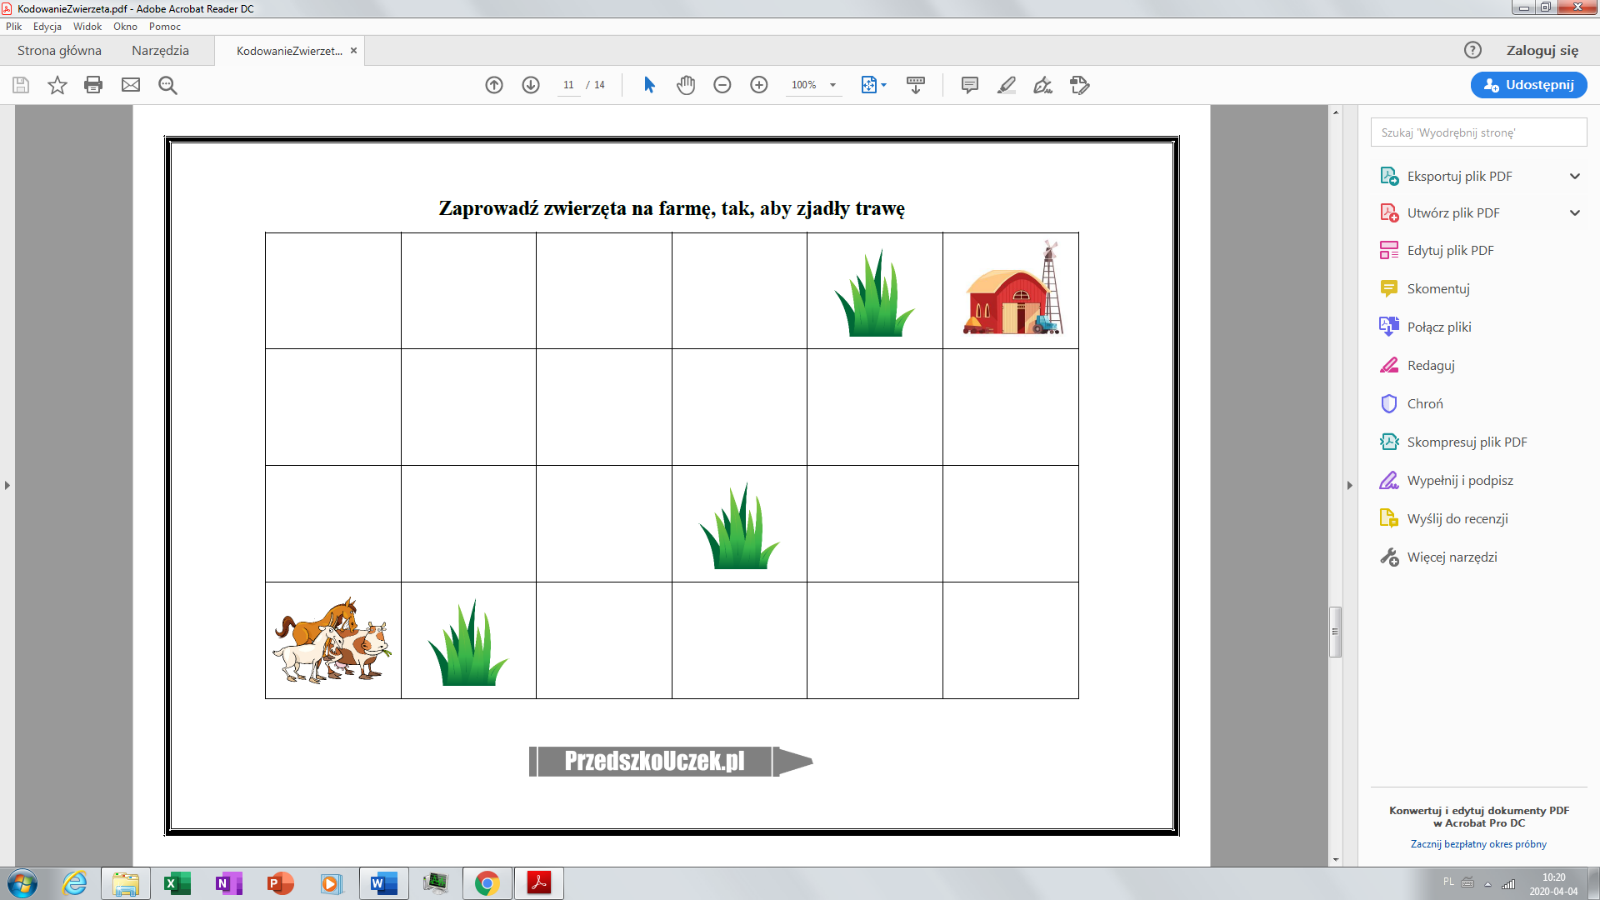 KodowanieZwierzeta.pdf - Adobe Acrobat Reader DC
Plik Edycja Widok Okno Pomoc
Strona główna Narzędzia KodowanieZwierzet... × Zaloguj się
11 / 14 100% Udostępnij
Szukaj 'Wyodrębnij stronę'
Eksportuj plik PDF
Utwórz plik PDF
Edytuj plik PDF
Skomentuj
Połącz pliki
Redaguj
Chroń
Skompresuj plik PDF
Wypełnij i podpisz
Wyślij do recenzji
Więcej narzędzi
Konwertuj i edytuj dokumenty PDF
w Acrobat Pro DC
Zacznij bezpłatny okres próbny
Zaprowadź zwierzęta na farmę, tak, aby zjadły trawę
PrzedszkoUczek.pl
PL 10:20
2020-04-04